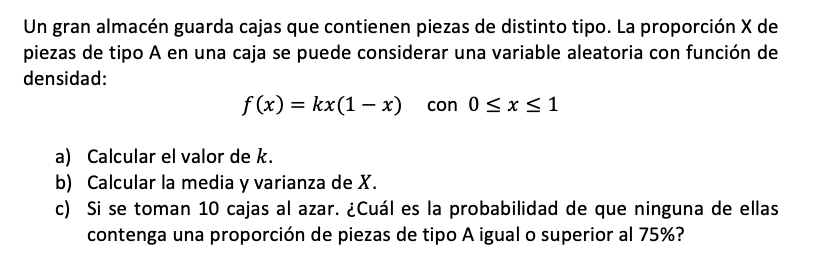 Un gran almacén guarda cajas que contienen piezas de distinto tipo. La proporción X de
piezas de tipo A en una caja se puede considerar una variable aleatoria con función de
densidad:
f(x) = kx(1 − x) con 0 ≤ x ≤ 1
a) Calcular el valor de k.
b) Calcular la media y varianza de X.
c) Si se toman 10 cajas al azar. ¿Cuál es la probabilidad de que ninguna de ellas
contenga una proporción de piezas de tipo A igual o superior al 75%?